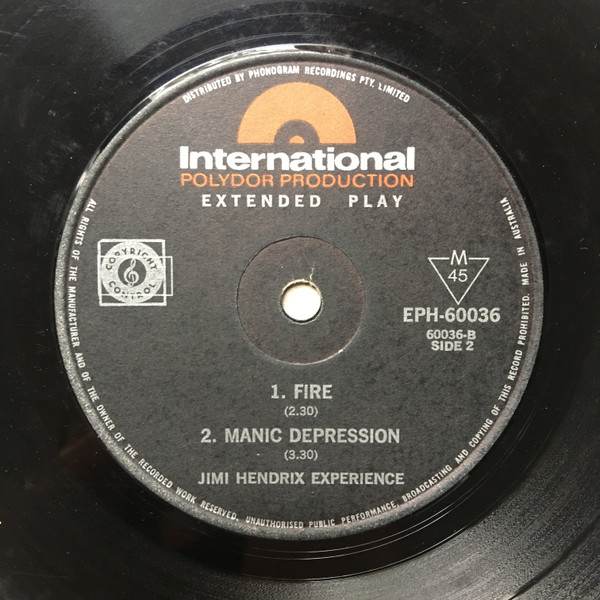 DISTRIBUTED BY PHONOGRAM RECORDINGS PTY. LIMITED
International
POLYDOR PRODUCTION
EXTENDED PLAY
COPYRIGHT
CONTROL
M
45
EPH-60036
60036-B
SIDE 2
1. FIRE
(2.30)
2. MANIC DEPRESSION
(3.30)
JIMI HENDRIX EXPERIENCE
ALL RIGHTS OF THE MANUFACTURER AND OF THE OWNER OF THE RECORDED WORK RESERVED. UNAUTHORISED PUBLIC PERFORMANCE, BROADCASTING AND COPYING OF THIS RECORD PROHIBITED. MADE IN AUSTRALIA